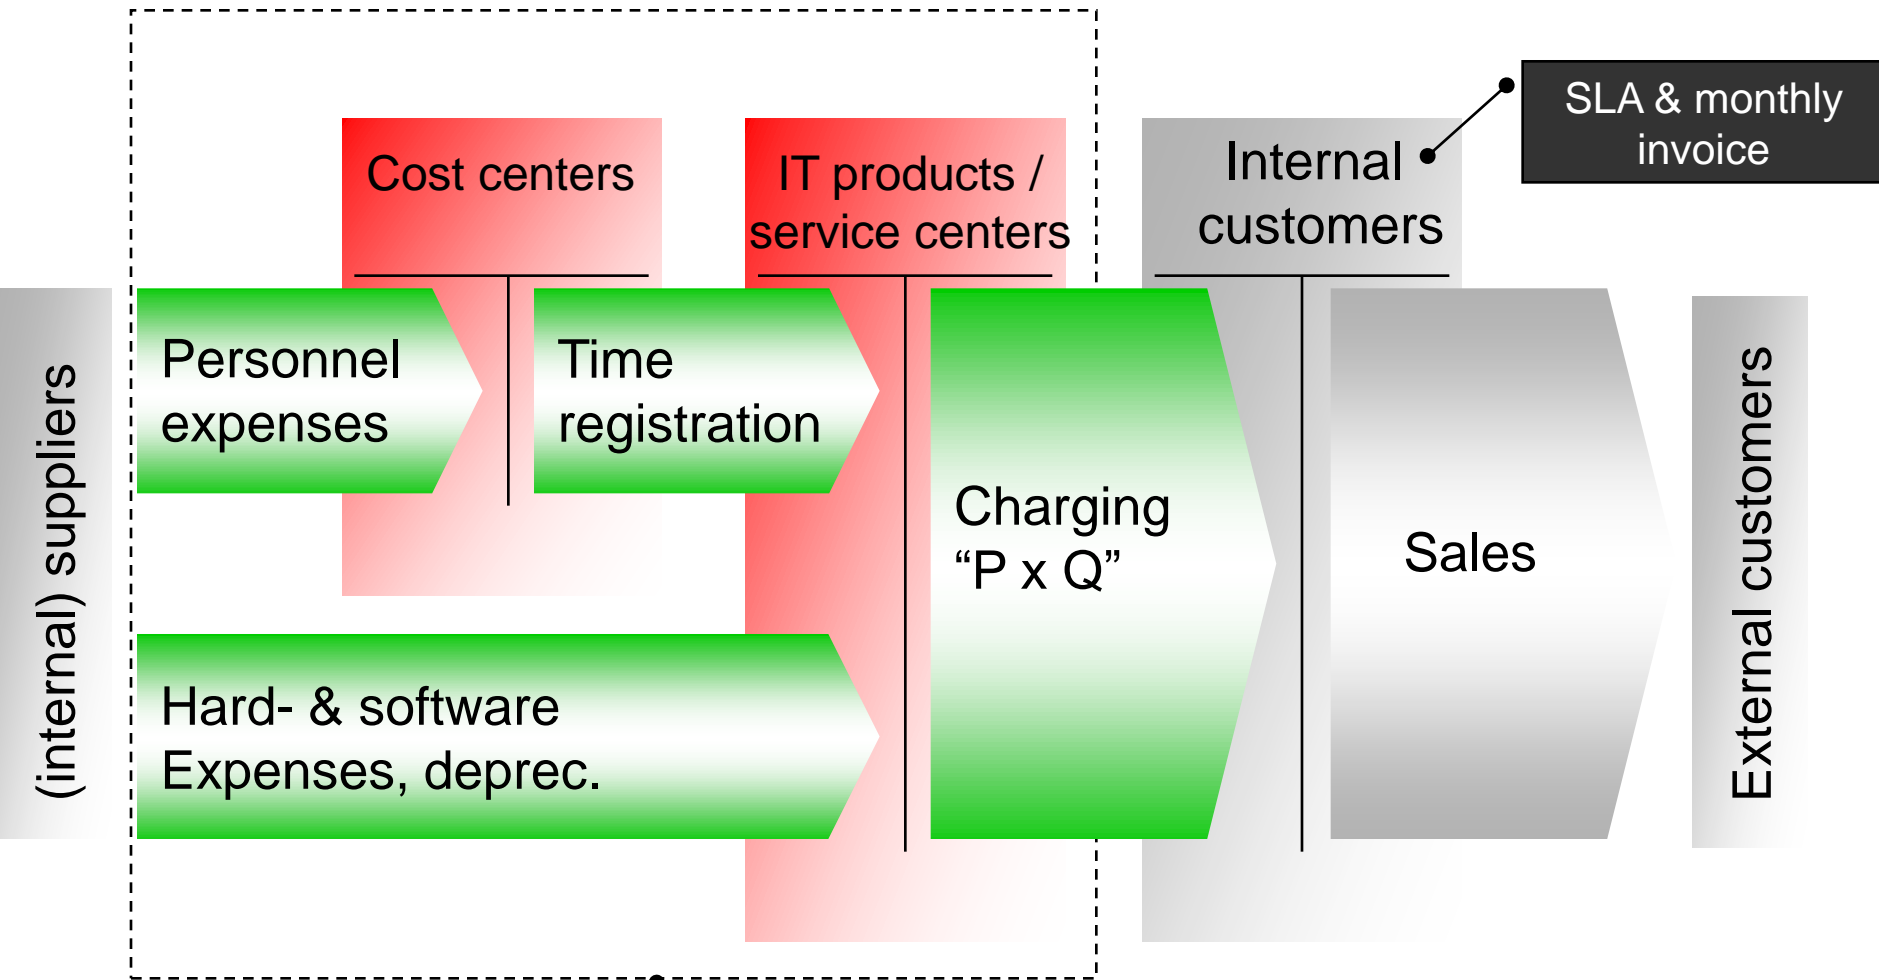 SLA & monthly
invoice
Cost centers
IT products /
service centers
Internal
customers
(internal) suppliers
Personnel
expenses
Time
registration
Charging
“P x Q”
Sales
External customers
Hard- & software
Expenses, deprec.